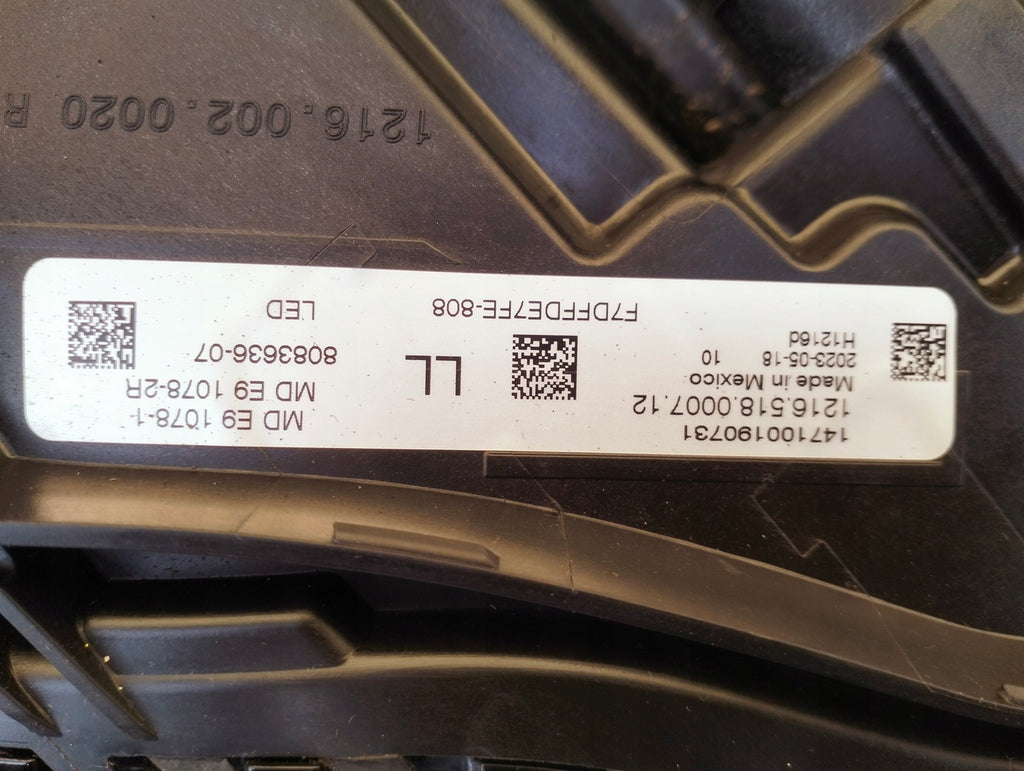 147100190731
1216.518.0007.12
Made in Mexico 10
2023-05-18
H1216d
LL
F7DFFDE7FE-808
MD E9 1078-1-
MD E9 1078-2R
8083636-07
LED
1216.002.0020 R